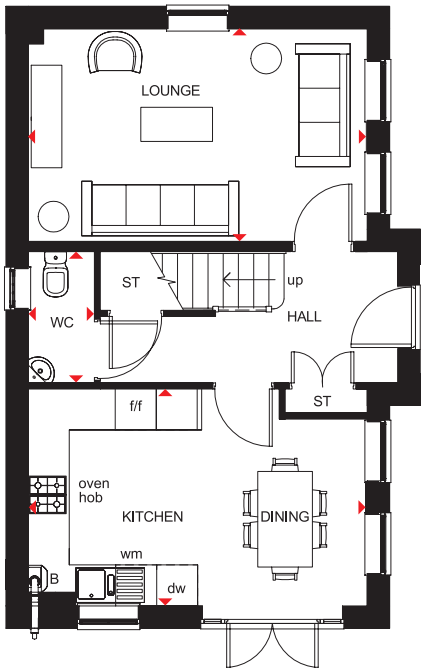 LOUNGE
ST
up
WC
HALL
ST
f/f
oven
hob
KITCHEN
DINING
wm
B
dw